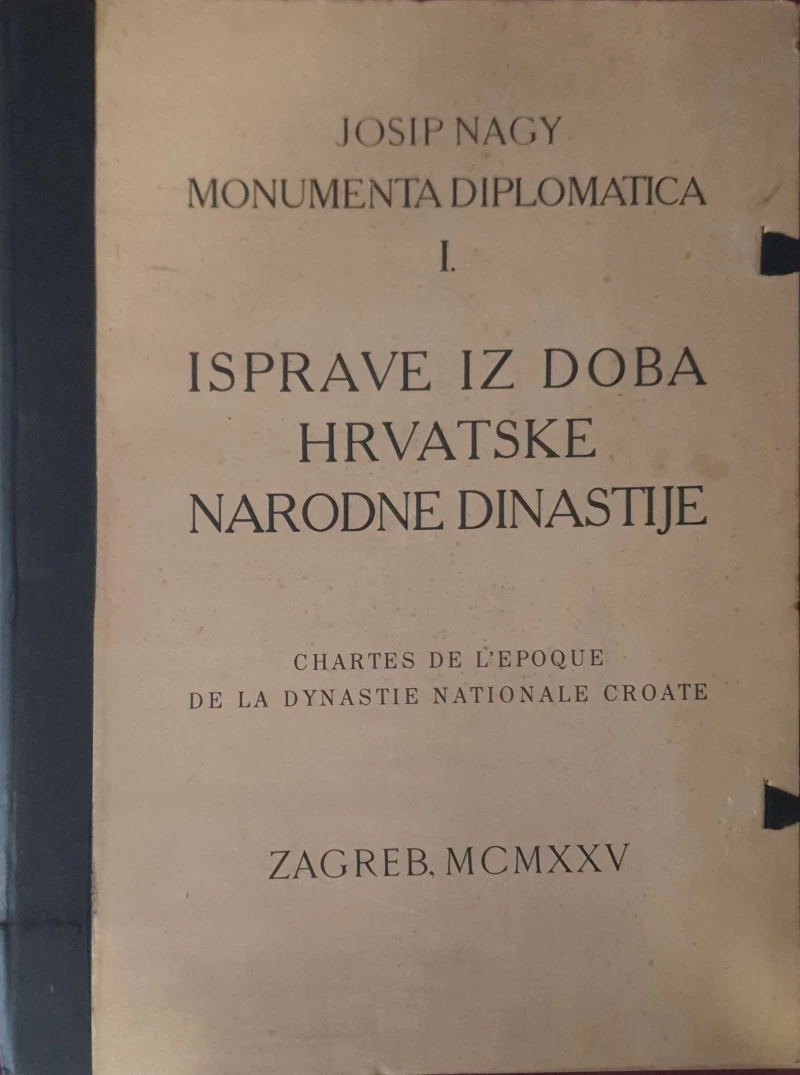 JOSIP NAGY
MONUMENTA DIPLOMATICA
I.
ISPRAVE IZ DOBA
HRVATSKE
NARODNE DINASTIJE
CHARTES DE L'EPOQUE
DE LA DYNASTIE NATIONALE CROATE
ZAGREB, MCMXXV